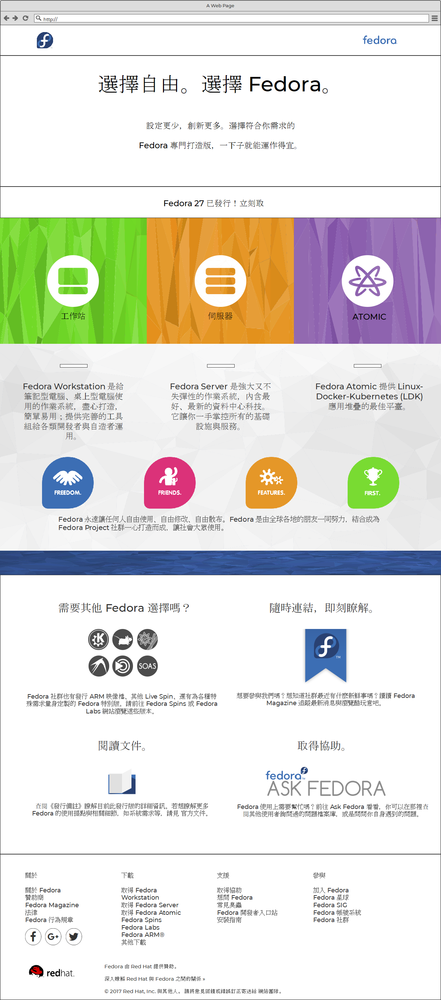 A Web Page
http://
fedora
選擇自由。選擇 Fedora。
設定更少，創新更多。選擇符合你需求的
Fedora 專門打造版，一下子就能運作得宜。
Fedora 27 已發行！立刻取
工作站
伺服器
ATOMIC
Fedora Workstation 是給
筆記型電腦、桌上型電腦使
用的作業系統，盡心打造，
簡單易用；提供完善的工具
組給各類開發者與自造者運
用。
Fedora Server 是強大又不
失彈性的作業系統，內含最
好、最新的資料中心科技。
它讓你一手掌控所有的基礎
設施與服務。
Fedora Atomic 提供 Linux-
Docker-Kubernetes (LDK)
應用堆疊的最佳平臺。
FREEDOM.
FRIENDS.
FEATURES.
FIRST.
Fedora 永遠讓任何人自由使用、自由修改、自由散布。Fedora 是由全球各地的朋友一同努力，結合成為
Fedora Project 社群一心打造而成，讓社會大眾使用。
需要其他 Fedora 選擇嗎？
SOAS
Fedora 社群也有發行 ARM 映像檔、其他 Live Spin、還有為各種特
殊需求量身定製的 Fedora 特別版。請前往 Fedora Spins 或 Fedora
Labs 網站瀏覽這些版本。
隨時連結，即刻瞭解。
TM
想要參與我們嗎？想知道社群最近有什麼新鮮事嗎？讀讀 Fedora
Magazine 追蹤最新消息與瀏覽酷玩意吧。
閱讀文件。
查閱《發行備註》瞭解目前此發行版的詳細資訊。若想瞭解更多
Fedora 的使用提點與相關細節，如系統需求等，請見 官方文件。
取得協助。
fedora™
ASK FEDORA
Fedora 使用上需要幫忙嗎？前往 Ask Fedora 看看，你可以在那裡查
閱其他使用者詢問過的問題檔案庫，或是問問你自身遇到的問題。
關於
關於 Fedora
贊助商
Fedora Magazine
法律
Fedora 行為規章
下載
取得 Fedora
Workstation
取得 Fedora Server
取得 Fedora Atomic
Fedora Spins
Fedora Labs
Fedora ARM®
其他下載
支援
取得協助
想問 Fedora
常見臭蟲
Fedora 開發者入口站
安裝指南
參與
加入 Fedora
Fedora 星球
Fedora SIG
Fedora 帳號系統
Fedora 社群
redhat.
Fedora 由 Red Hat 提供贊助。
深入瞭解 Red Hat 與 Fedora 之間的關係 »
© 2017 Red Hat, Inc. 與其他人。 請將意見回饋或錯誤訂正寄送給 網站團隊。